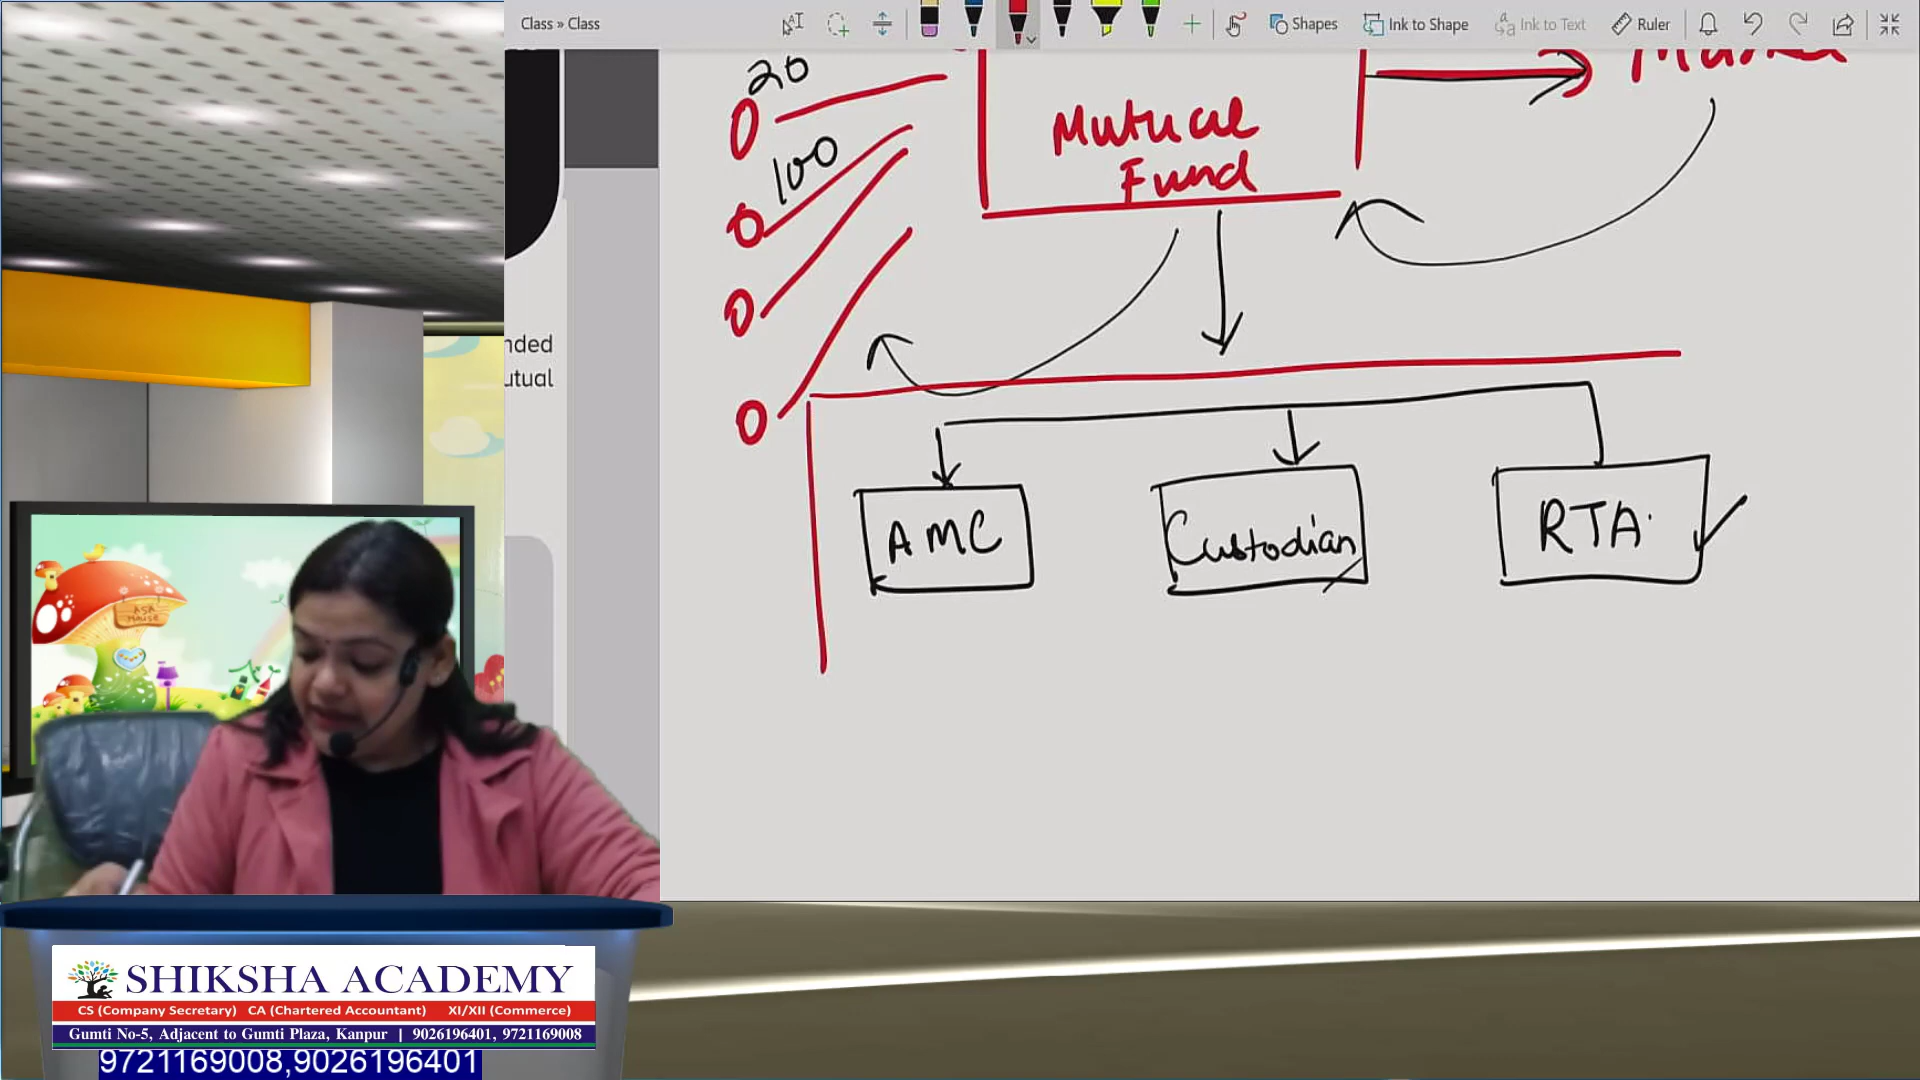 Class » Class
Shapes
Ink to Shape
Ink to Text
Ruler
20
100
Mutual
Fund
nded
utual
AMC
Custodian
RTA
ASA
HOUSE
SHIKSHA ACADEMY
CS (Company Secretary) CA (Chartered Accountant) XI/XII (Commerce)
Gumti No-5, Adjacent to Gumti Plaza, Kanpur | 9026196401, 9721169008
9721169008,9026196401